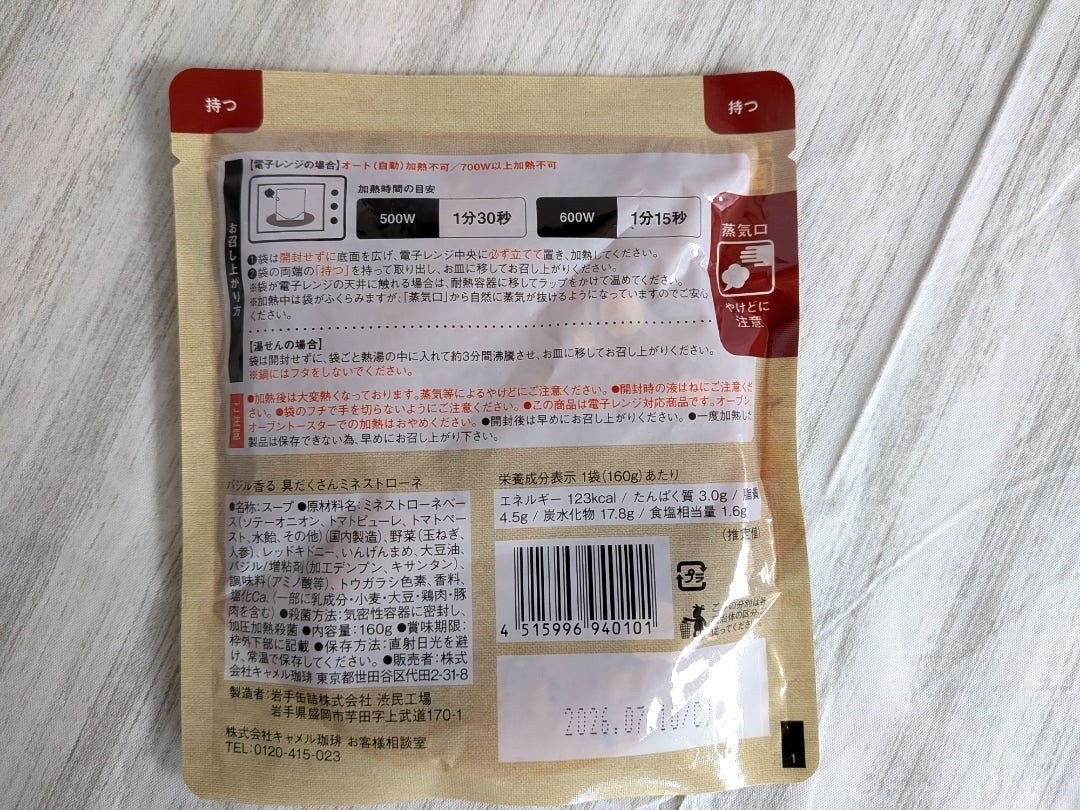 持つ
持つ
【電子レンジの場合】オート(自動)加熱不可/700W以上加熱不可
加熱時間の目安
500W 1分30秒 600W 1分15秒
お召し上がり方
蒸気口
やけどに
注意
❶袋は開封せずに底面を広げ、電子レンジ中央に必ず立てて置き、加熱してください。
❷袋の両端の「持つ」を持って取り出し、お皿に移してお召し上がりください。
※袋が電子レンジの天井に触れる場合は、耐熱容器に移してラップをかけて温めてください。
※加熱中は袋がふくらみますが、「蒸気口」から自然に蒸気が抜けるようになっていますのでご安心
ください。
【湯せんの場合】
袋は開封せずに、袋ごと熱湯の中に入れて約3分間沸騰させ、お皿に移してお召し上がりください。
※鍋にはフタをしないでください。
ご注意
●加熱後は大変熱くなっております。蒸気等によるやけどにご注意ください。●開封時の液はねにご注意くだ
さい。●袋のフチで手を切らないようにご注意ください。●この商品は電子レンジ対応商品です。オーブン、
オーブントースターでの加熱はおやめください。●開封後は早めにお召し上がりください。●一度加熱した
製品は保存できない為、早めにお召し上がり下さい。
バジル香る 具だくさんミネストローネ
●名称:スープ ●原材料名:ミネストローネベー
ス(ソテーオニオン、トマトピューレ、トマトペー
スト、水飴、その他)(国内製造)、野菜(玉ねぎ、
人参)、レッドキドニー、いんげんまめ、大豆油、
バジル/増粘剤(加工デンプン、キサンタン)、
調味料(アミノ酸等)、トウガラシ色素、香料、
塩化Ca、(一部に乳成分・小麦・大豆・鶏肉・豚
肉を含む) ●殺菌方法:気密性容器に密封し、
加圧加熱殺菌 ●内容量:160g ●賞味期限:
枠外下部に記載 ●保存方法:直射日光を避
け、常温で保存してください。●販売者:株式
会社キャメル珈琲 東京都世田谷区代田2-31-8
製造者:岩手缶詰株式会社 渋民工場
岩手県盛岡市芋田字上武道170-1
株式会社キャメル珈琲 お客様相談室
TEL:0120-415-023
栄養成分表示 1袋(160g)あたり
エネルギー 123kcal / たんぱく質 3.0g / 脂質
4.5g / 炭水化物 17.8g / 食塩相当量 1.6g
(推定値)
プラ
4 515996 940101
2026.07.10/
1